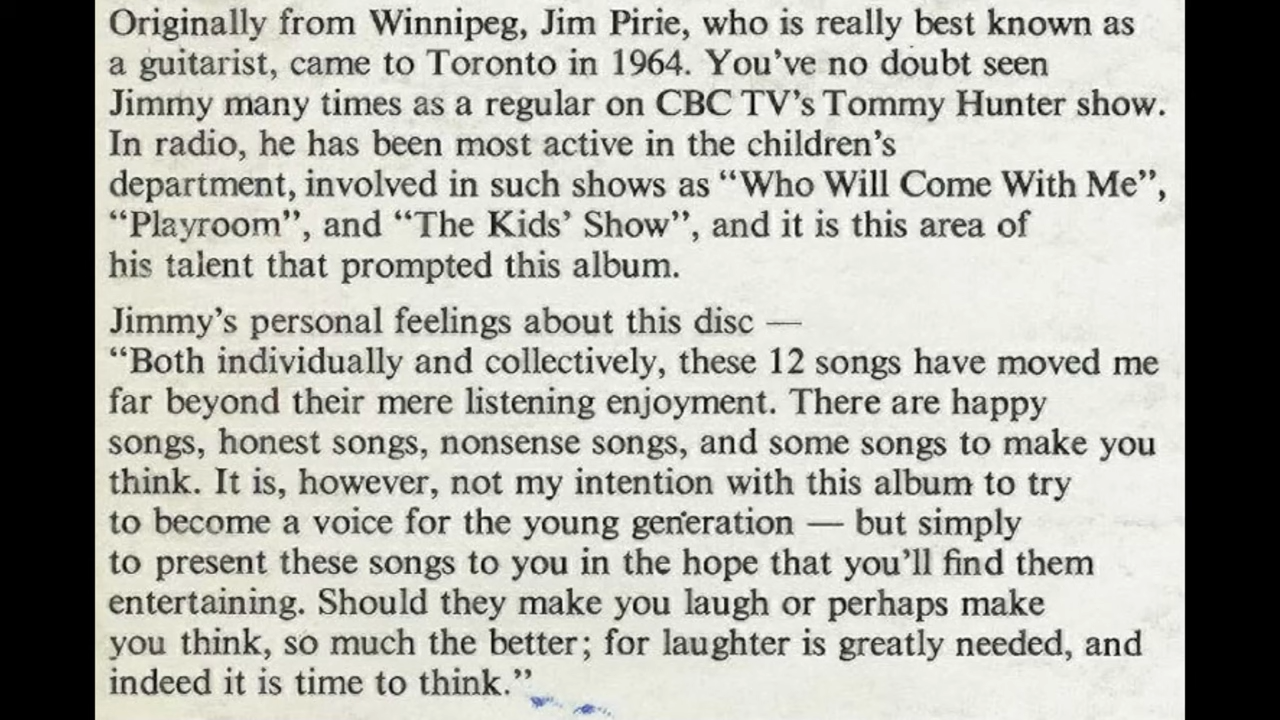 Originally from Winnipeg, Jim Pirie, who is really best known as
a guitarist, came to Toronto in 1964. You've no doubt seen
Jimmy many times as a regular on CBC TV's Tommy Hunter show.
In radio, he has been most active in the children's
department, involved in such shows as “Who Will Come With Me”,
“Playroom”, and “The Kids' Show”, and it is this area of
his talent that prompted this album.
Jimmy's personal feelings about this disc —
“Both individually and collectively, these 12 songs have moved me
far beyond their mere listening enjoyment. There are happy
songs, honest songs, nonsense songs, and some songs to make you
think. It is, however, not my intention with this album to try
to become a voice for the young generation — but simply
to present these songs to you in the hope that you'll find them
entertaining. Should they make you laugh or perhaps make
you think, so much the better; for laughter is greatly needed, and
indeed it is time to think.”